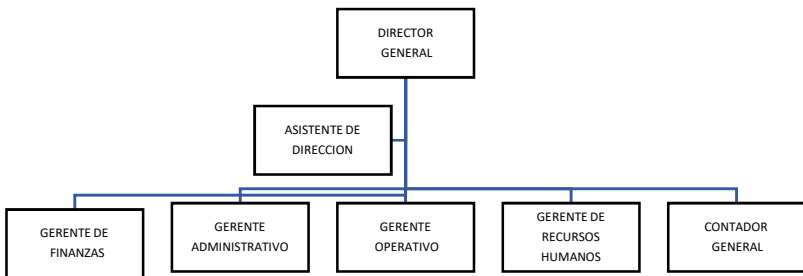 DIRECTOR
GENERAL
ASISTENTE DE
DIRECCION
GERENTE DE
FINANZAS
GERENTE
ADMINISTRATIVO
GERENTE
OPERATIVO
GERENTE DE
RECURSOS
HUMANOS
CONTADOR
GENERAL